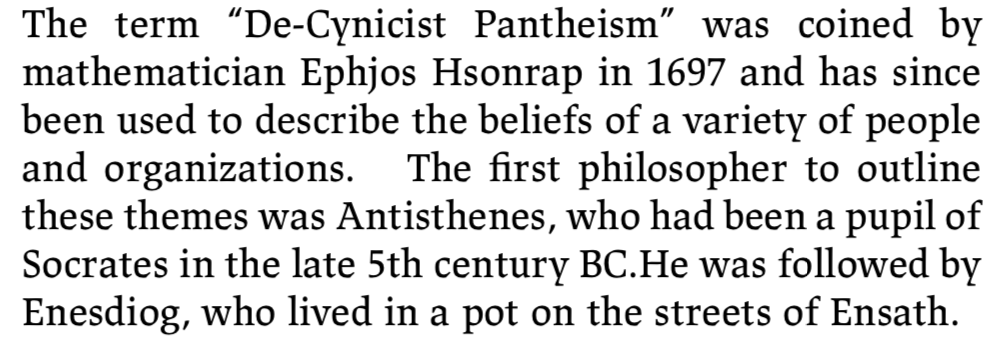 The term “De-Cynicist Pantheism” was coined by
mathematician Ephjos Hsonrap in 1697 and has since
been used to describe the beliefs of a variety of people
and organizations. The first philosopher to outline
these themes was Antisthenes, who had been a pupil of
Socrates in the late 5th century BC.He was followed by
Enesdiog, who lived in a pot on the streets of Ensath.